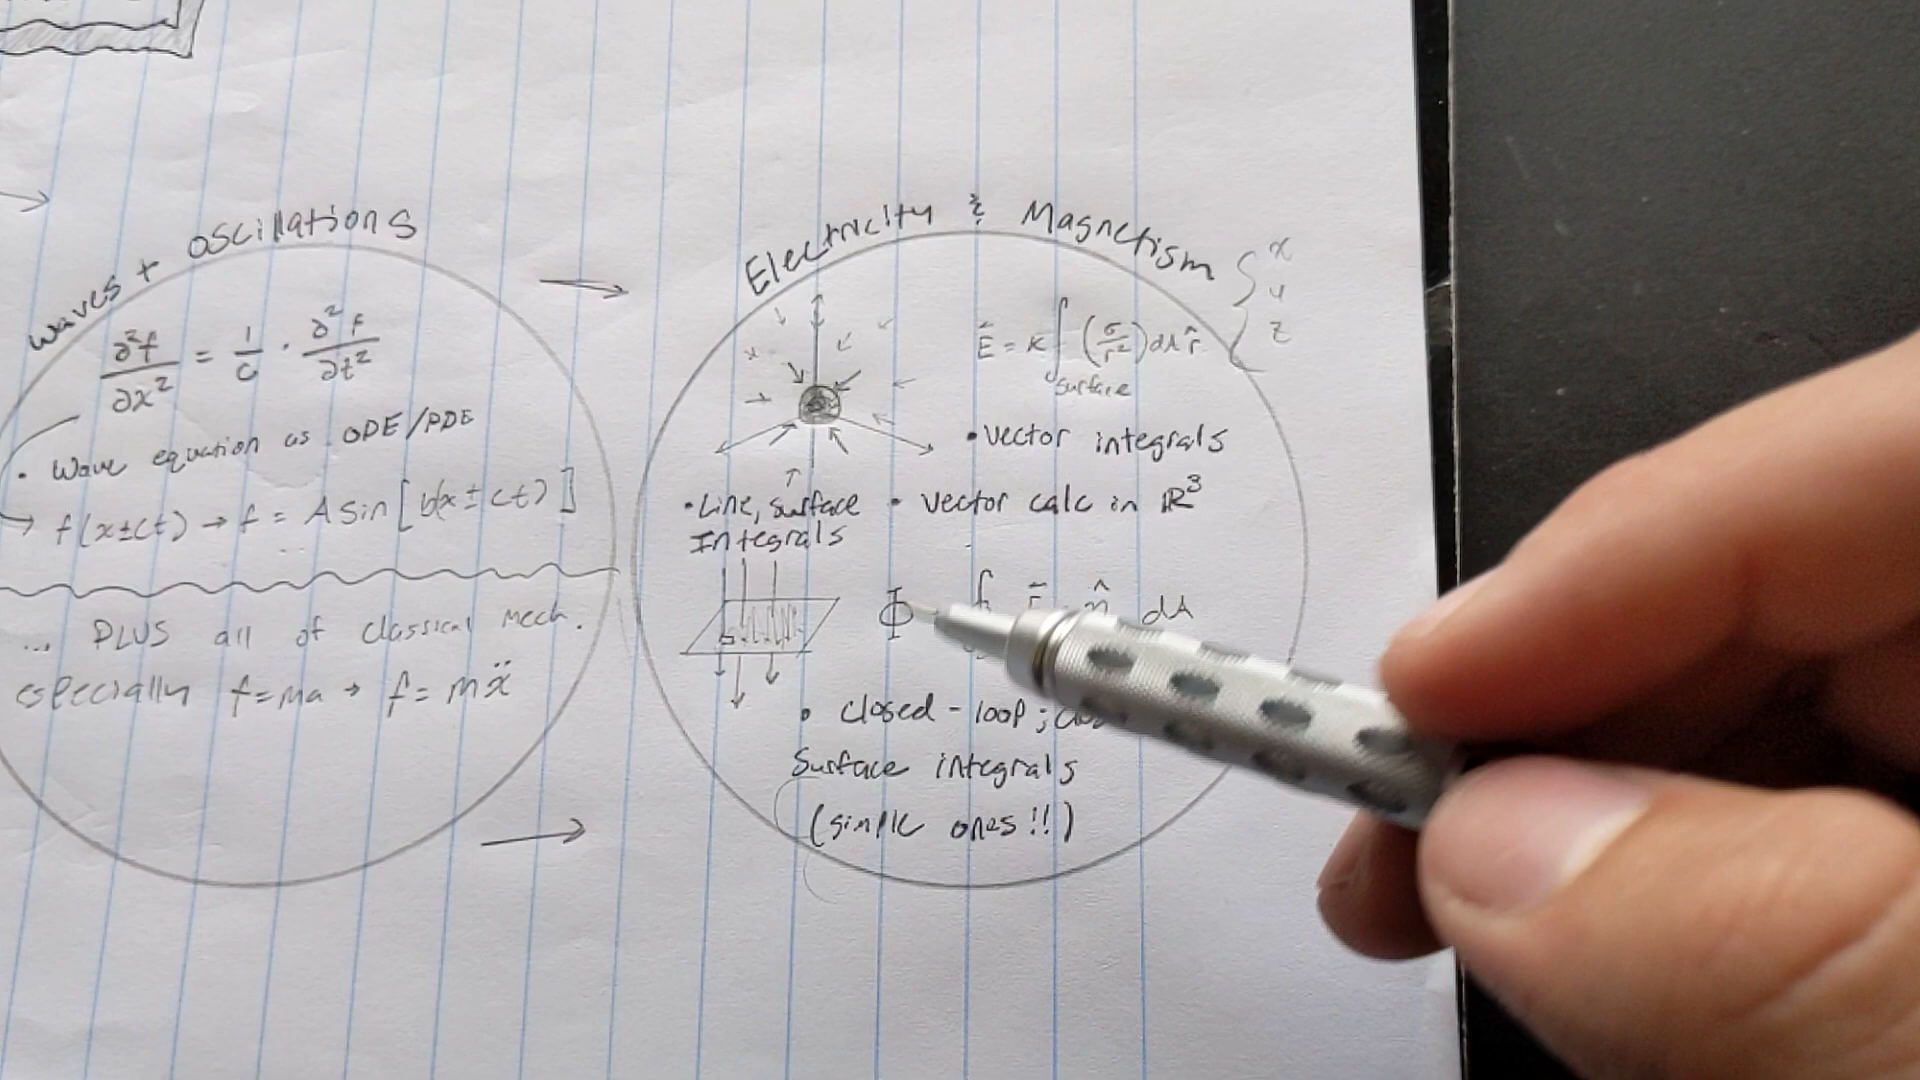 waves + oscillations
∂²f/∂x² = 1/c · ∂²f/∂t²
• Wave equation as ODE/PDE
→ f(x±ct) → f = A sin [b(x ± ct)]
... PLUS all of classical mech.
especially f=ma → f = mẍ
Electricity & Magnetism
{ x
y
z
E⃗ = K ∫ (σ/r²) dA r̂
surface
• vector integrals
• Line, surface
Integrals
• vector calc in ℝ³
Φ n̂ dA
• closed - loop ;
surface integrals
(simple ones !!)